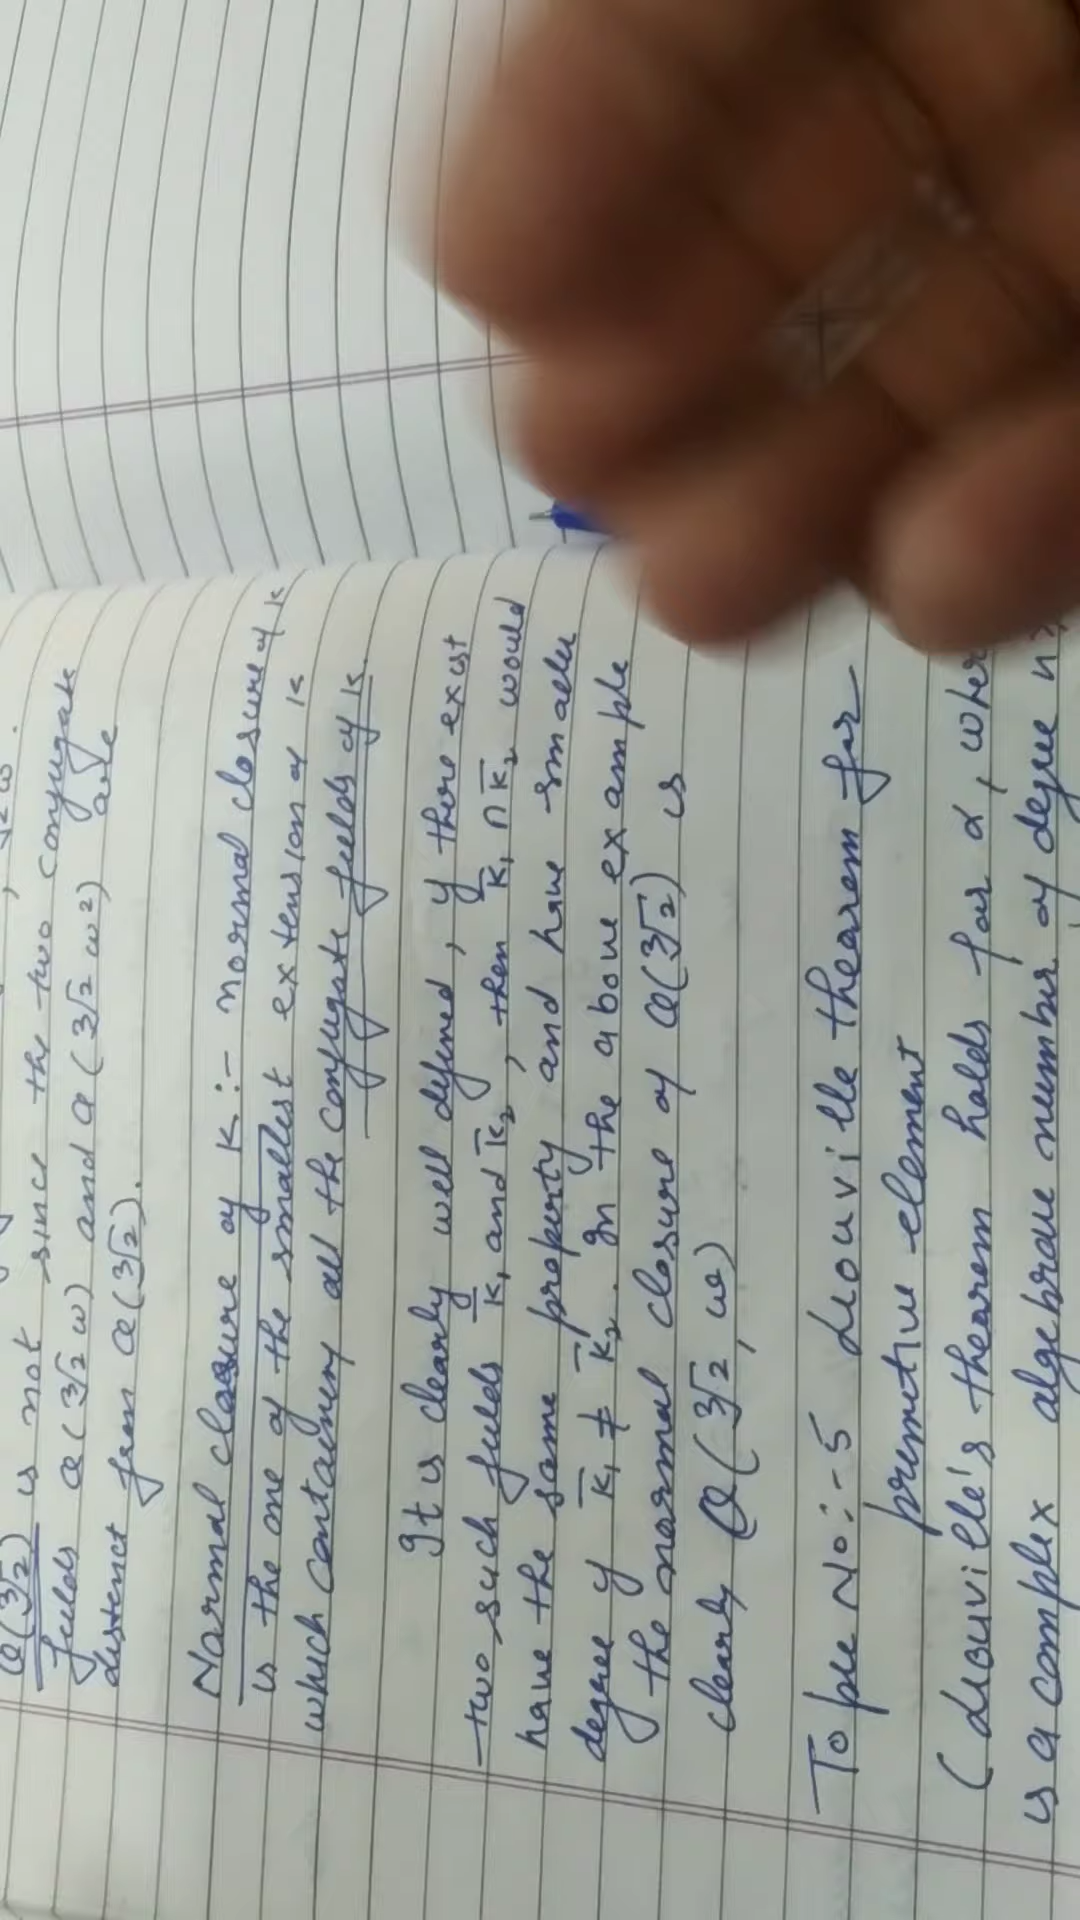 Q(∛2) is not since the two conjugate
fields Q(∛2 ω) and Q(∛2 ω2) are
distinct from Q(∛2).
Normal closure of K:- normal closure of K
is the one of the smallest extension of K
which containing all the conjugate fields of K.
It is clearly well defined, if there exist
two such fields K̄₁ and K̄₂, then K̄₁ ∩ K̄₂ would
have the same property and have smaller
degree if K̄₁ ≠ K̄₂. In the above example
the normal closure of Q(∛2) is
clearly Q(∛2, ω)
Topic No:-5 Liouville theorem for
primitive element
(Liouville's theorem holds for α, wher
is a complex algebraic number of degree n>